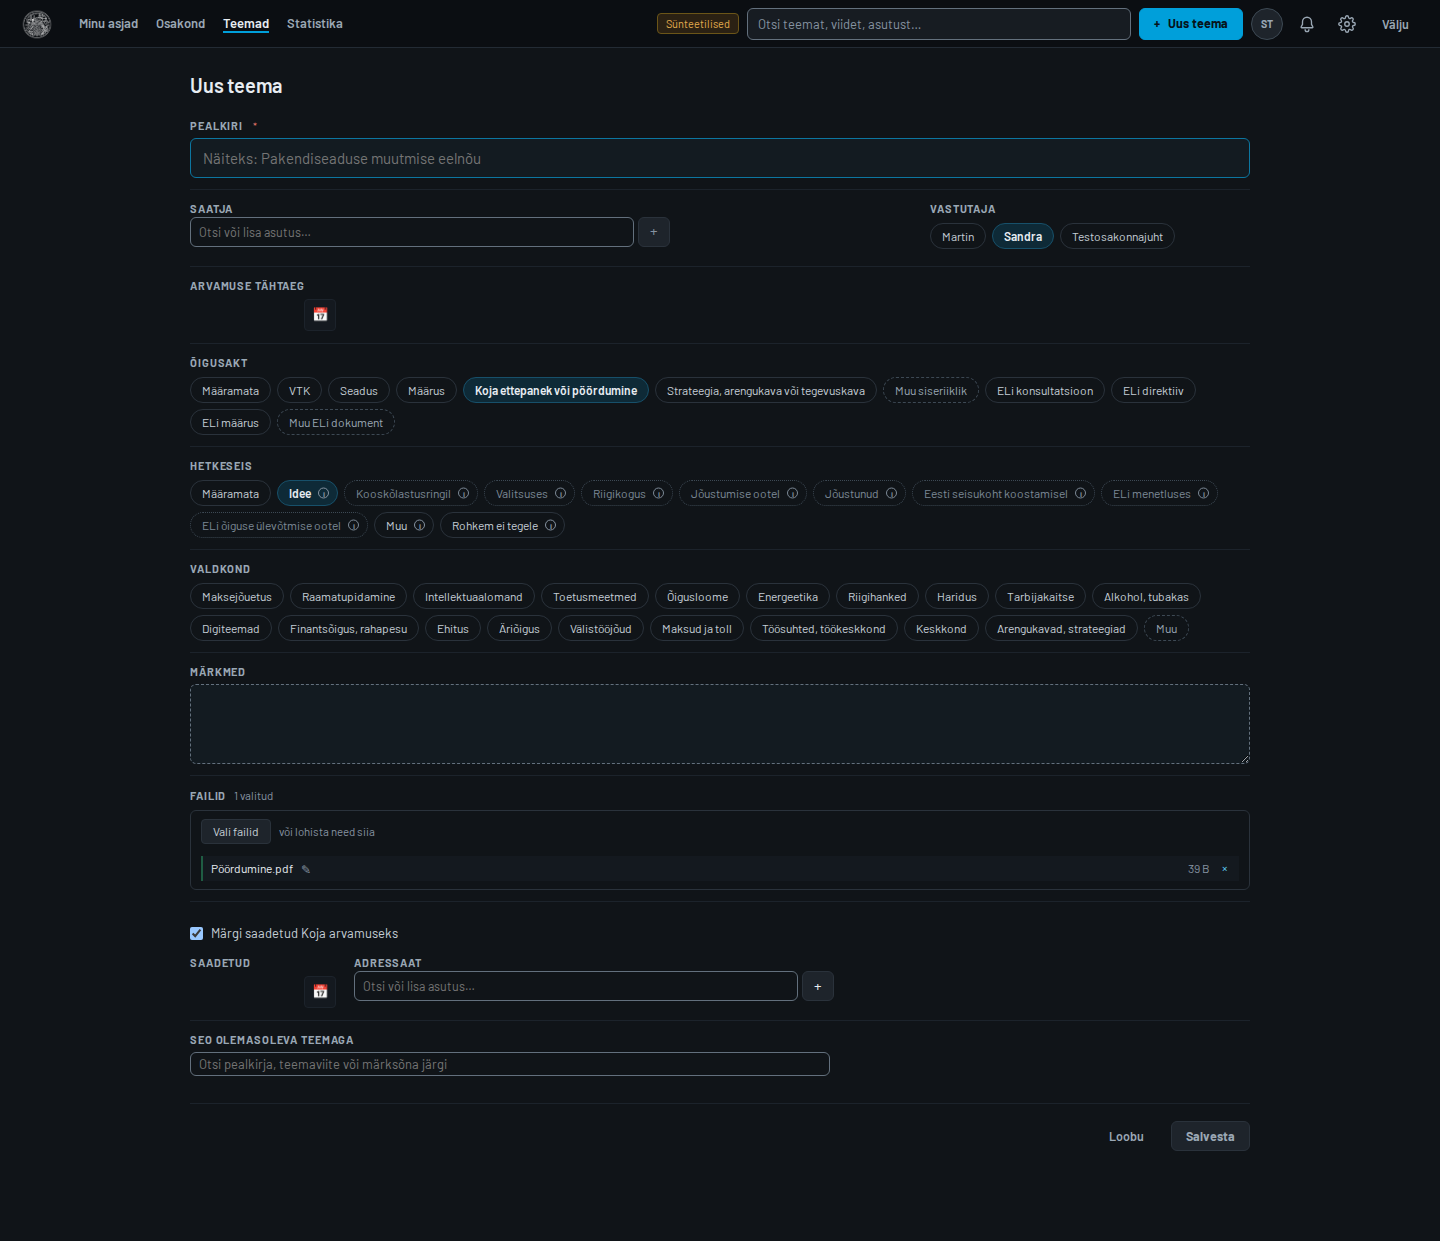 Minu asjad Osakond Teemad Statistika Sünteetilised Otsi teemat, viidet, asutust... + Uus teema ST Välju
Uus teema
PEALKIRI *
Näiteks: Pakendiseaduse muutmise eelnõu
SAATJA VASTUTAJA
Otsi või lisa asutus... + Martin Sandra Testosakonnajuht
ARVAMUSE TÄHTAEG
ÕIGUSAKT
Määramata VTK Seadus Määrus Koja ettepanek või pöördumine Strateegia, arengukava või tegevuskava Muu siseriiklik ELi konsultatsioon ELi direktiiv
ELi määrus Muu ELi dokument
HETKESEIS
Määramata Idee Kooskõlastusringil Valitsuses Riigikogus Jõustumise ootel Jõustunud Eesti seisukoht koostamisel ELi menetluses
ELi õiguse ülevõtmise ootel Muu Rohkem ei tegele
VALDKOND
Maksejõuetus Raamatupidamine Intellektuaalomand Toetusmeetmed Õigusloome Energeetika Riigihanked Haridus Tarbijakaitse Alkohol, tubakas
Digiteemad Finantsõigus, rahapesu Ehitus Äriõigus Välistööjõud Maksud ja toll Töösuhted, töökeskkond Keskkond Arengukavad, strateegiad Muu
MÄRKMED
FAILID 1 valitud
Vali failid või lohista need siia
Pöördumine.pdf 39 B ×
Märgi saadetud Koja arvamuseks
SAADETUD ADRESSAAT
Otsi või lisa asutus... +
SEO OLEMASOLEVA TEEMAGA
Otsi pealkirja, teemaviite või märksõna järgi
Loobu Salvesta